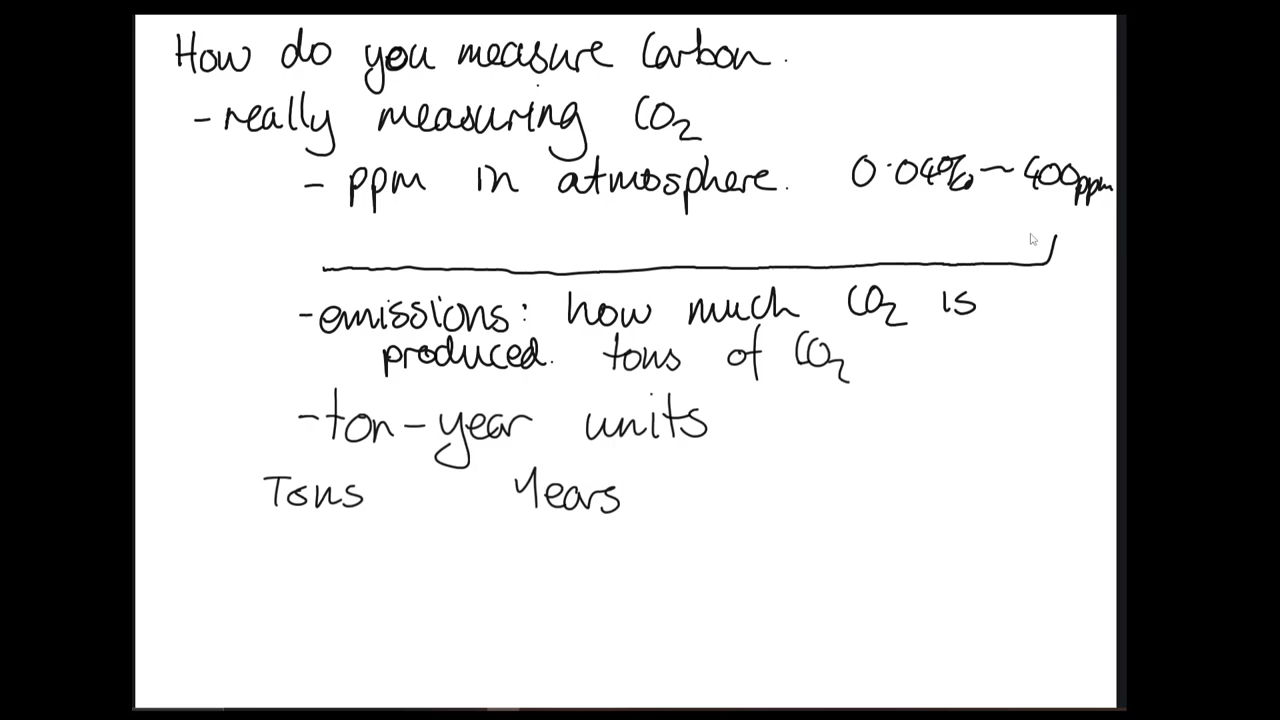 How do you measure Carbon.
- really measuring CO2
- ppm in atmosphere. 0.04% ~ 400ppm
- emissions: how much CO2 is
produced. tons of CO2
- ton-year units
Tons Years